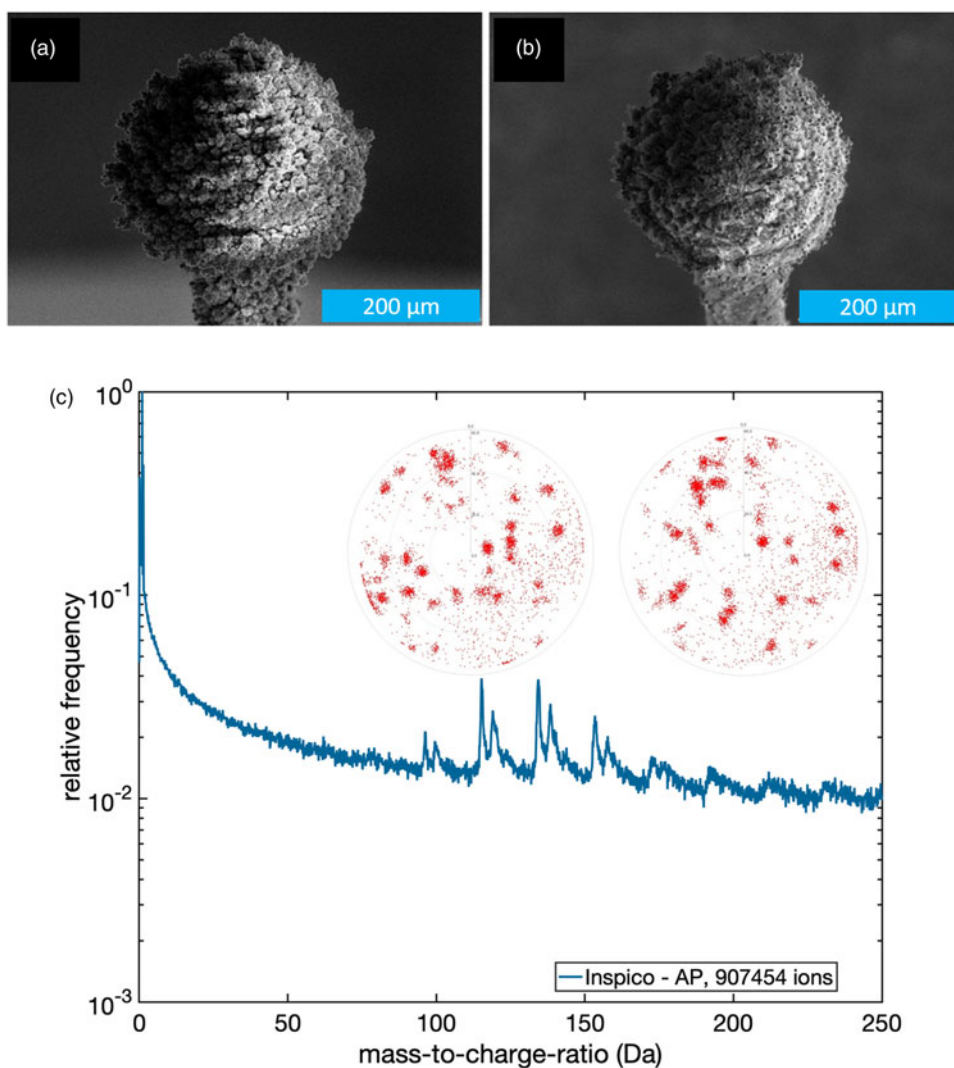 (a)
(b)
200 µm
200 µm
(c)
10⁰
10⁻¹
10⁻²
10⁻³
relative frequency
0 50 100 150 200 250
mass-to-charge-ratio (Da)
Inspico - AP, 907454 ions